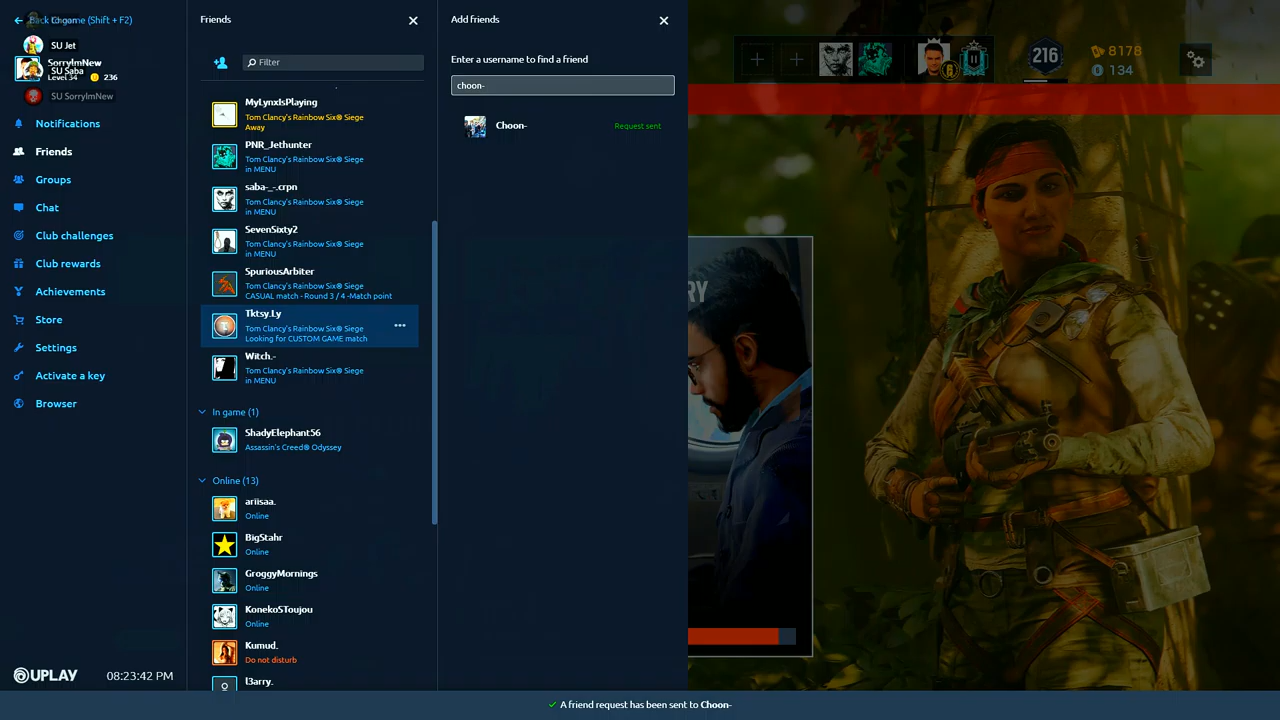 Back to game (Shift + F2)
SU Jet
SorryImNew
SU Saba
Level 34
236
SU SorryImNew
Notifications
Friends
Groups
Chat
Club challenges
Club rewards
Achievements
Store
Settings
Activate a key
Browser
UPLAY
08:23:42 PM
Friends
Filter
MyLynxIsPlaying
Tom Clancy's Rainbow Six® Siege
Away
PNR_Jethunter
Tom Clancy's Rainbow Six® Siege
in MENU
saba-_-.crpn
Tom Clancy's Rainbow Six® Siege
in MENU
SevenSixty2
Tom Clancy's Rainbow Six® Siege
in MENU
SpuriousArbiter
Tom Clancy's Rainbow Six® Siege
CASUAL match - Round 3 / 4 -Match point
Tktsy.Ly
Tom Clancy's Rainbow Six® Siege
Looking for CUSTOM GAME match
Witch.-
Tom Clancy's Rainbow Six® Siege
in MENU
In game (1)
ShadyElephant56
Assassin's Creed® Odyssey
Online (13)
ariisaa.
Online
BigStahr
Online
GroggyMornings
Online
KonekoSToujou
Online
Kumud.
Do not disturb
l3arry.
Add friends
Enter a username to find a friend
choon-
Choon-
Request sent
216
8178
134
RY
A friend request has been sent to Choon-